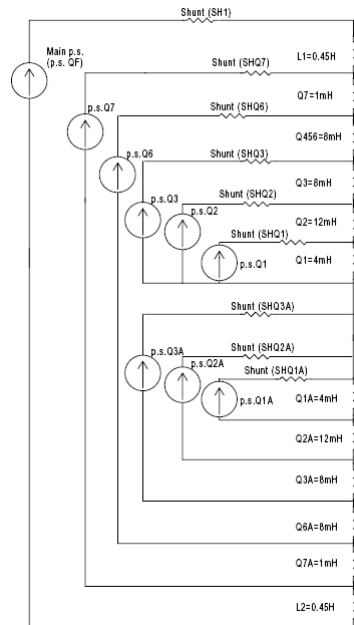 Shunt (SH1)
Main p.s.
(p.s. QF)
L1=0.45H
Shunt (SHQ7)
p.s.Q7
Q7=1mH
Shunt (SHQ6)
p.s.Q6
Q456=8mH
Shunt (SHQ3)
p.s.Q3
Q3=8mH
Shunt (SHQ2)
p.s.Q2
Q2=12mH
Shunt (SHQ1)
p.s.Q1
Q1=4mH
Shunt (SHQ3A)
p.s.Q3A
Shunt (SHQ2A)
p.s.Q2A
Shunt (SHQ1A)
p.s.Q1A
Q1A=4mH
Q2A=12mH
Q3A=8mH
Q6A=8mH
Q7A=1mH
L2=0.45H